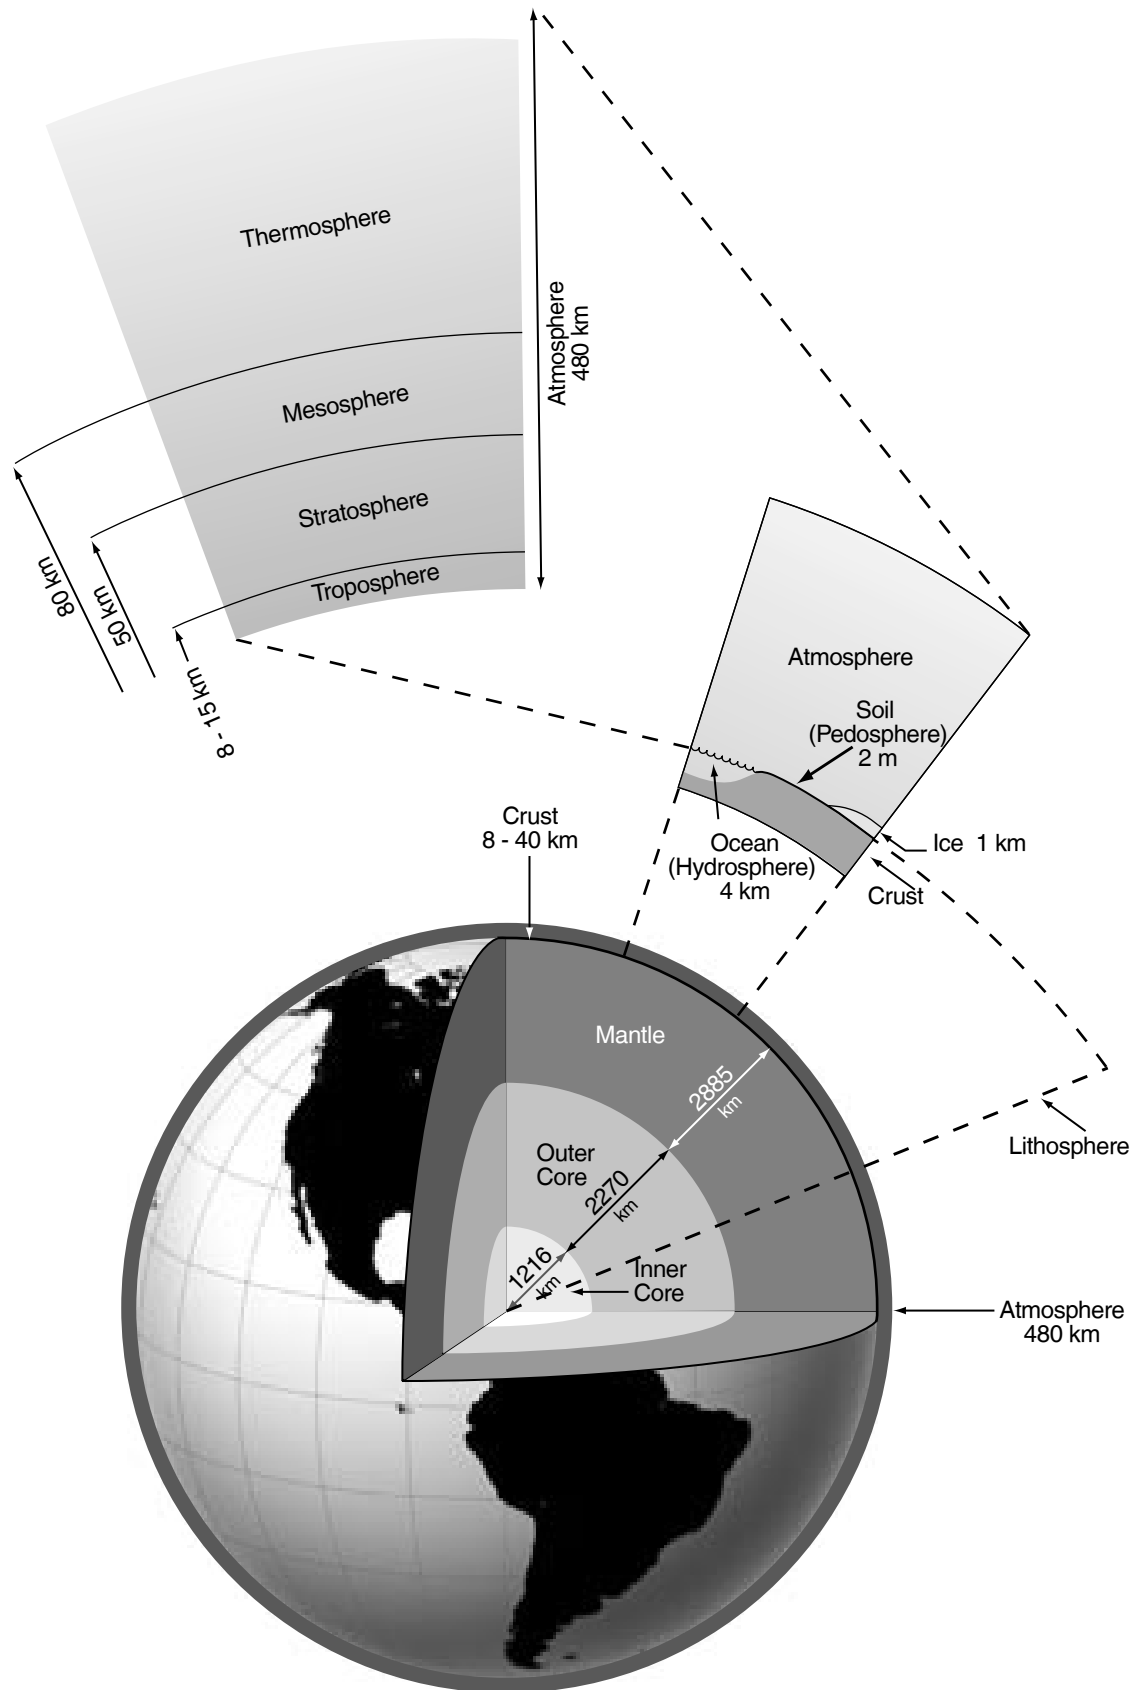 Thermosphere
Atmosphere
480 km
Mesosphere
Stratosphere
Troposphere
80 km
50 km
8 - 15 km
Atmosphere
Soil
(Pedosphere)
2 m
Crust
8 - 40 km
Ocean
(Hydrosphere)
4 km
Ice 1 km
Crust
Mantle
2885
km
Lithosphere
Outer
Core
2270
km
1216
km
Inner
Core
Atmosphere
480 km